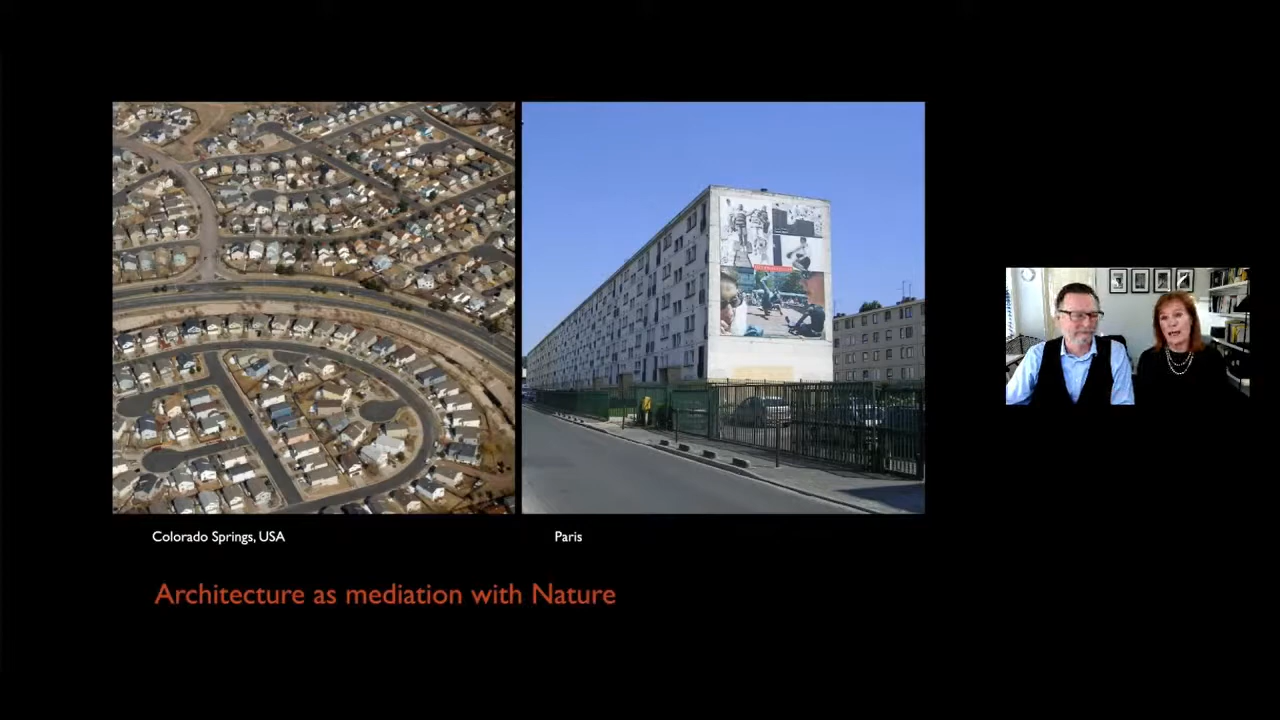 Colorado Springs, USA
Paris
Architecture as mediation with Nature